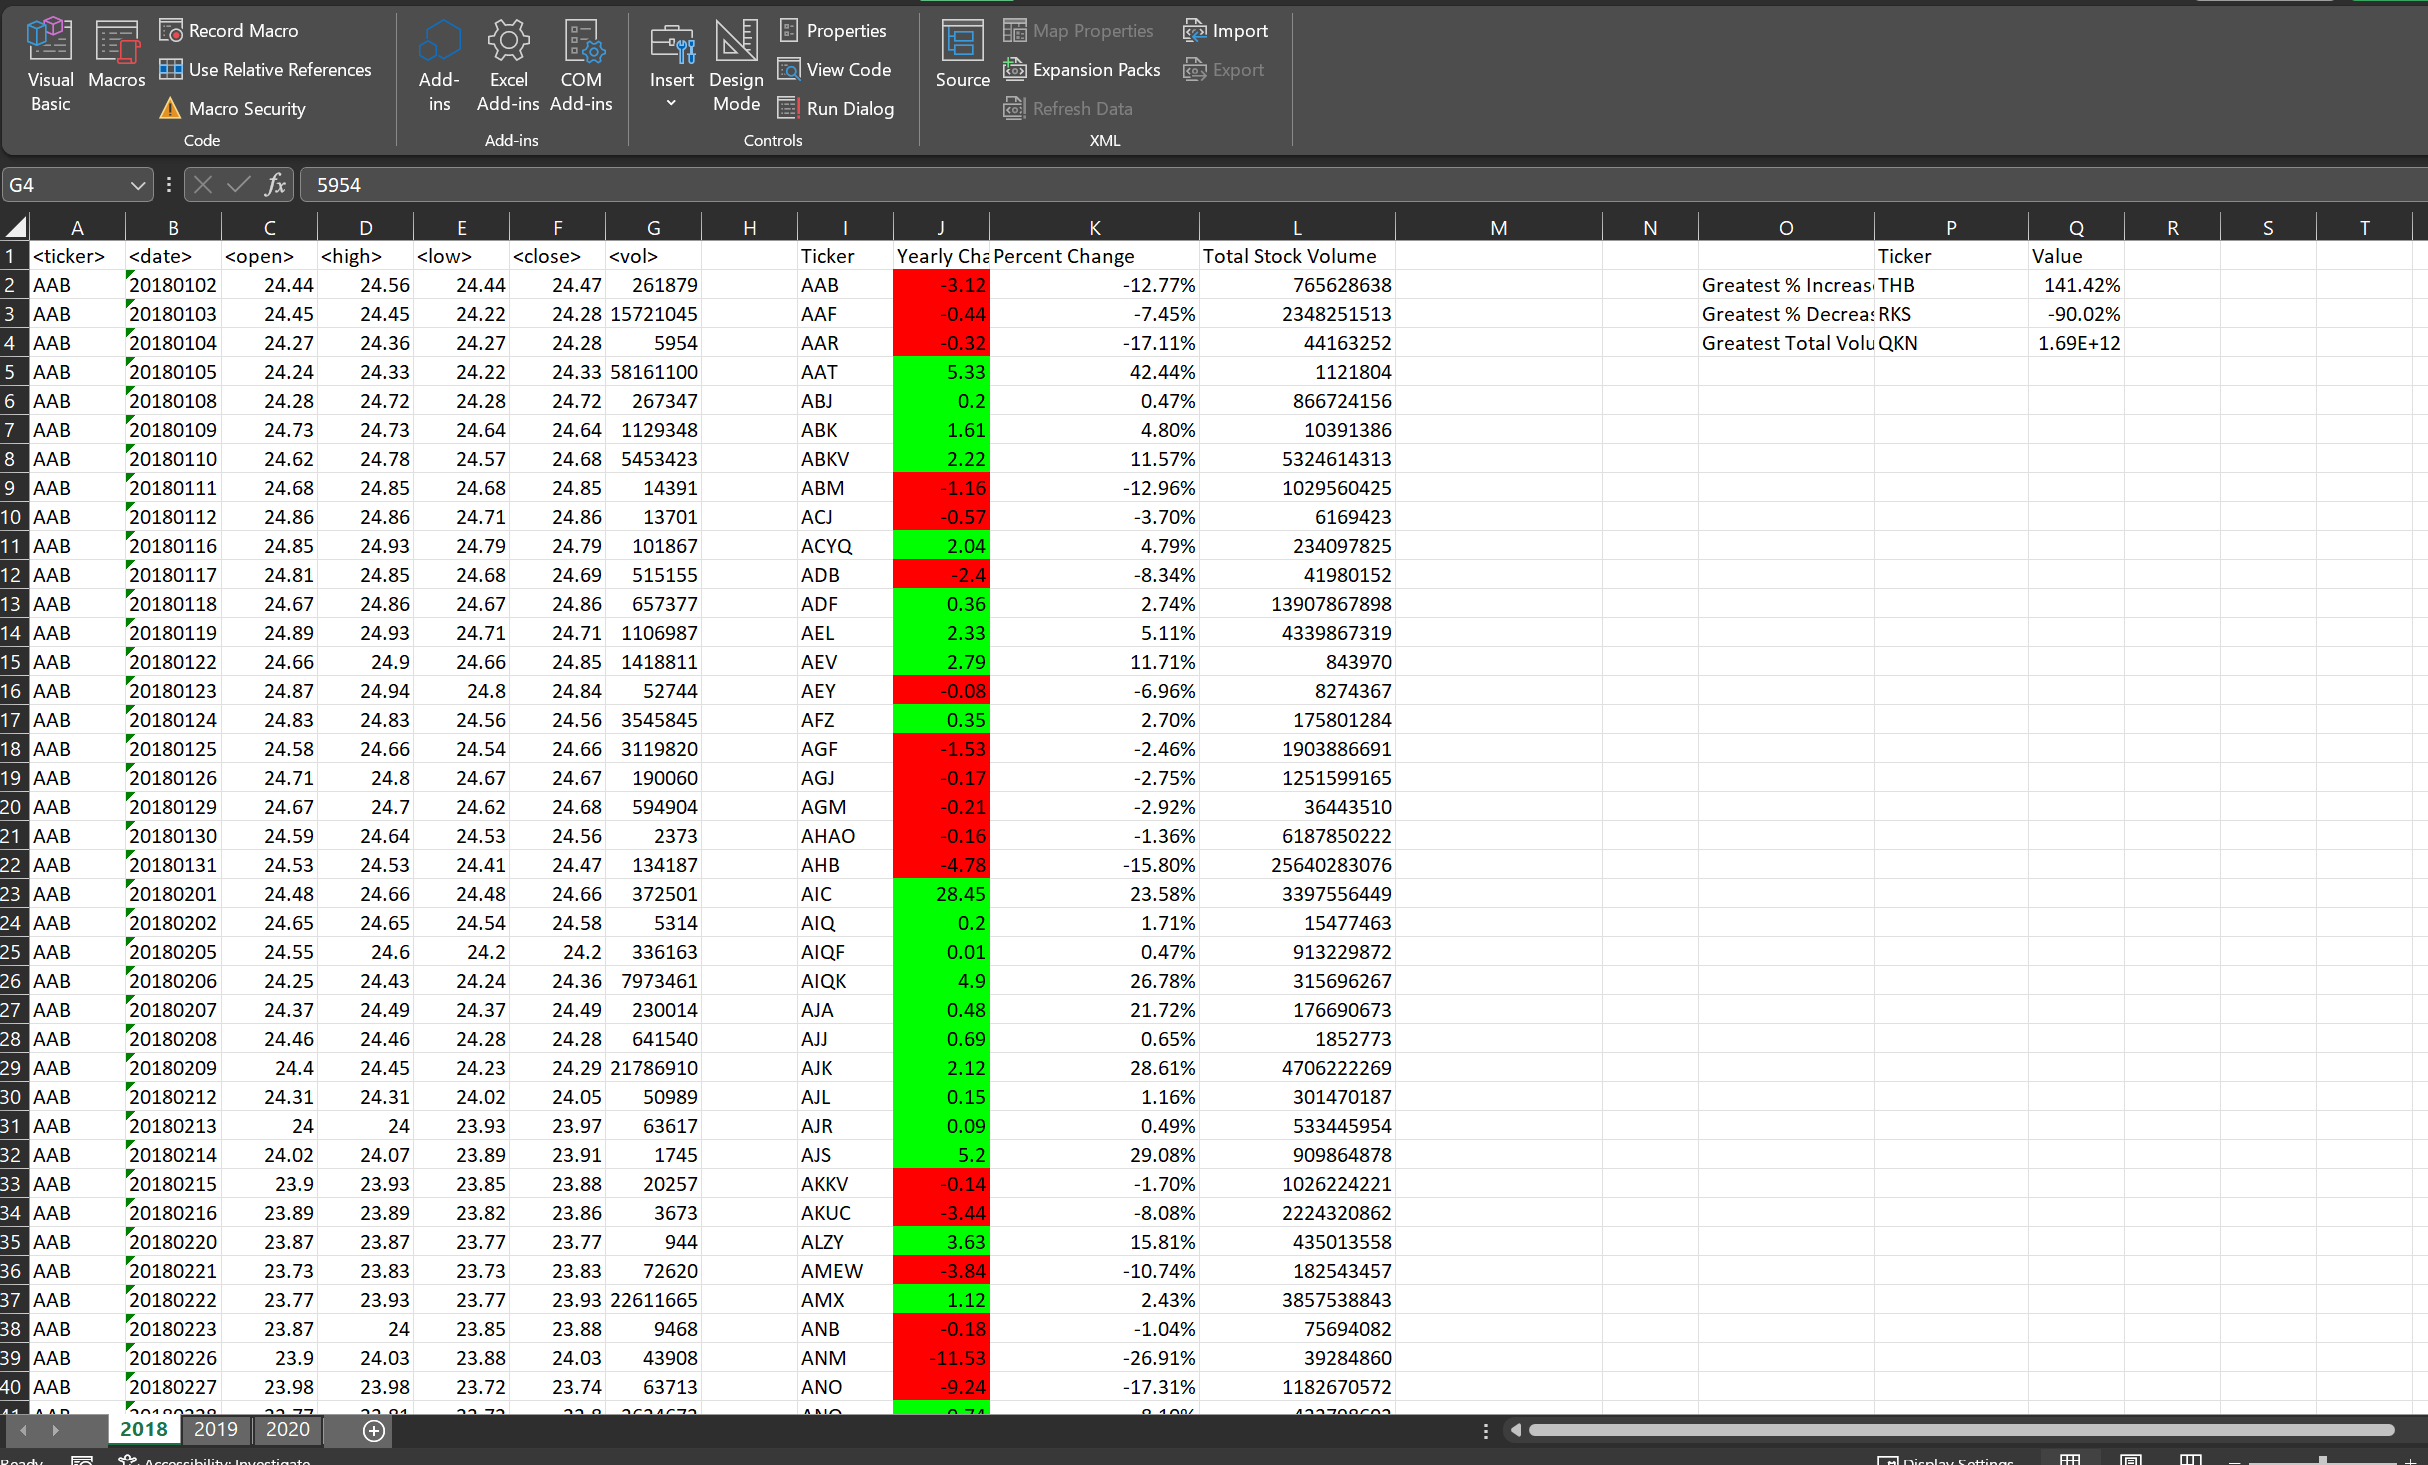 Visual Basic
Macros
Record Macro
Use Relative References
Macro Security
Code
Add-ins
Excel Add-ins
COM Add-ins
Add-ins
Insert
Design Mode
Properties
View Code
Run Dialog
Controls
Source
Map Properties
Expansion Packs
Refresh Data
Import
Export
XML
G4 fx 5954
A B C D E F G H I J K L M N O P Q R S T
1 <ticker> <date> <open> <high> <low> <close> <vol> Ticker Yearly Cha Percent Change Total Stock Volume Ticker Value
2 AAB 20180102 24.44 24.56 24.44 24.47 261879 AAB -3.12 -12.77% 765628638 Greatest % Increas THB 141.42%
3 AAB 20180103 24.45 24.45 24.22 24.28 15721045 AAF -0.44 -7.45% 2348251513 Greatest % Decreas RKS -90.02%
4 AAB 20180104 24.27 24.36 24.27 24.28 5954 AAR -0.32 -17.11% 44163252 Greatest Total Volu QKN 1.69E+12
5 AAB 20180105 24.24 24.33 24.22 24.33 58161100 AAT 5.33 42.44% 1121804
6 AAB 20180108 24.28 24.72 24.28 24.72 267347 ABJ 0.2 0.47% 866724156
7 AAB 20180109 24.73 24.73 24.64 24.64 1129348 ABK 1.61 4.80% 10391386
8 AAB 20180110 24.62 24.78 24.57 24.68 5453423 ABKV 2.22 11.57% 5324614313
9 AAB 20180111 24.68 24.85 24.68 24.85 14391 ABM -1.16 -12.96% 1029560425
10 AAB 20180112 24.86 24.86 24.71 24.86 13701 ACJ -0.57 -3.70% 6169423
11 AAB 20180116 24.85 24.93 24.79 24.79 101867 ACYQ 2.04 4.79% 234097825
12 AAB 20180117 24.81 24.85 24.68 24.69 515155 ADB -2.4 -8.34% 41980152
13 AAB 20180118 24.67 24.86 24.67 24.86 657377 ADF 0.36 2.74% 13907867898
14 AAB 20180119 24.89 24.93 24.71 24.71 1106987 AEL 2.33 5.11% 4339867319
15 AAB 20180122 24.66 24.9 24.66 24.85 1418811 AEV 2.79 11.71% 843970
16 AAB 20180123 24.87 24.94 24.8 24.84 52744 AEY -0.08 -6.96% 8274367
17 AAB 20180124 24.83 24.83 24.56 24.56 3545845 AFZ 0.35 2.70% 175801284
18 AAB 20180125 24.58 24.66 24.54 24.66 3119820 AGF -1.53 -2.46% 1903886691
19 AAB 20180126 24.71 24.8 24.67 24.67 190060 AGJ -0.17 -2.75% 1251599165
20 AAB 20180129 24.67 24.7 24.62 24.68 594904 AGM -0.21 -2.92% 36443510
21 AAB 20180130 24.59 24.64 24.53 24.56 2373 AHAO -0.16 -1.36% 6187850222
22 AAB 20180131 24.53 24.53 24.41 24.47 134187 AHB -4.78 -15.80% 25640283076
23 AAB 20180201 24.48 24.66 24.48 24.66 372501 AIC 28.45 23.58% 3397556449
24 AAB 20180202 24.65 24.65 24.54 24.58 5314 AIQ 0.2 1.71% 15477463
25 AAB 20180205 24.55 24.6 24.2 24.2 336163 AIQF 0.01 0.47% 913229872
26 AAB 20180206 24.25 24.43 24.24 24.36 7973461 AIQK 4.9 26.78% 315696267
27 AAB 20180207 24.37 24.49 24.37 24.49 230014 AJA 0.48 21.72% 176690673
28 AAB 20180208 24.46 24.46 24.28 24.28 641540 AJJ 0.69 0.65% 1852773
29 AAB 20180209 24.4 24.45 24.23 24.29 21786910 AJK 2.12 28.61% 4706222269
30 AAB 20180212 24.31 24.31 24.02 24.05 50989 AJL 0.15 1.16% 301470187
31 AAB 20180213 24 24 23.93 23.97 63617 AJR 0.09 0.49% 533445954
32 AAB 20180214 24.02 24.07 23.89 23.91 1745 AJS 5.2 29.08% 909864878
33 AAB 20180215 23.9 23.93 23.85 23.88 20257 AKKV -0.14 -1.70% 1026224221
34 AAB 20180216 23.89 23.89 23.82 23.86 3673 AKUC -3.44 -8.08% 2224320862
35 AAB 20180220 23.87 23.87 23.77 23.77 944 ALZY 3.63 15.81% 435013558
36 AAB 20180221 23.73 23.83 23.73 23.83 72620 AMEW -3.84 -10.74% 182543457
37 AAB 20180222 23.77 23.93 23.77 23.93 22611665 AMX 1.12 2.43% 3857538843
38 AAB 20180223 23.87 24 23.85 23.88 9468 ANB -0.18 -1.04% 75694082
39 AAB 20180226 23.9 24.03 23.88 24.03 43908 ANM -11.53 -26.91% 39284860
40 AAB 20180227 23.98 23.98 23.72 23.74 63713 ANO -9.24 -17.31% 1182670572
2018 2019 2020
Ready Accessibility: Investigate Display Settings